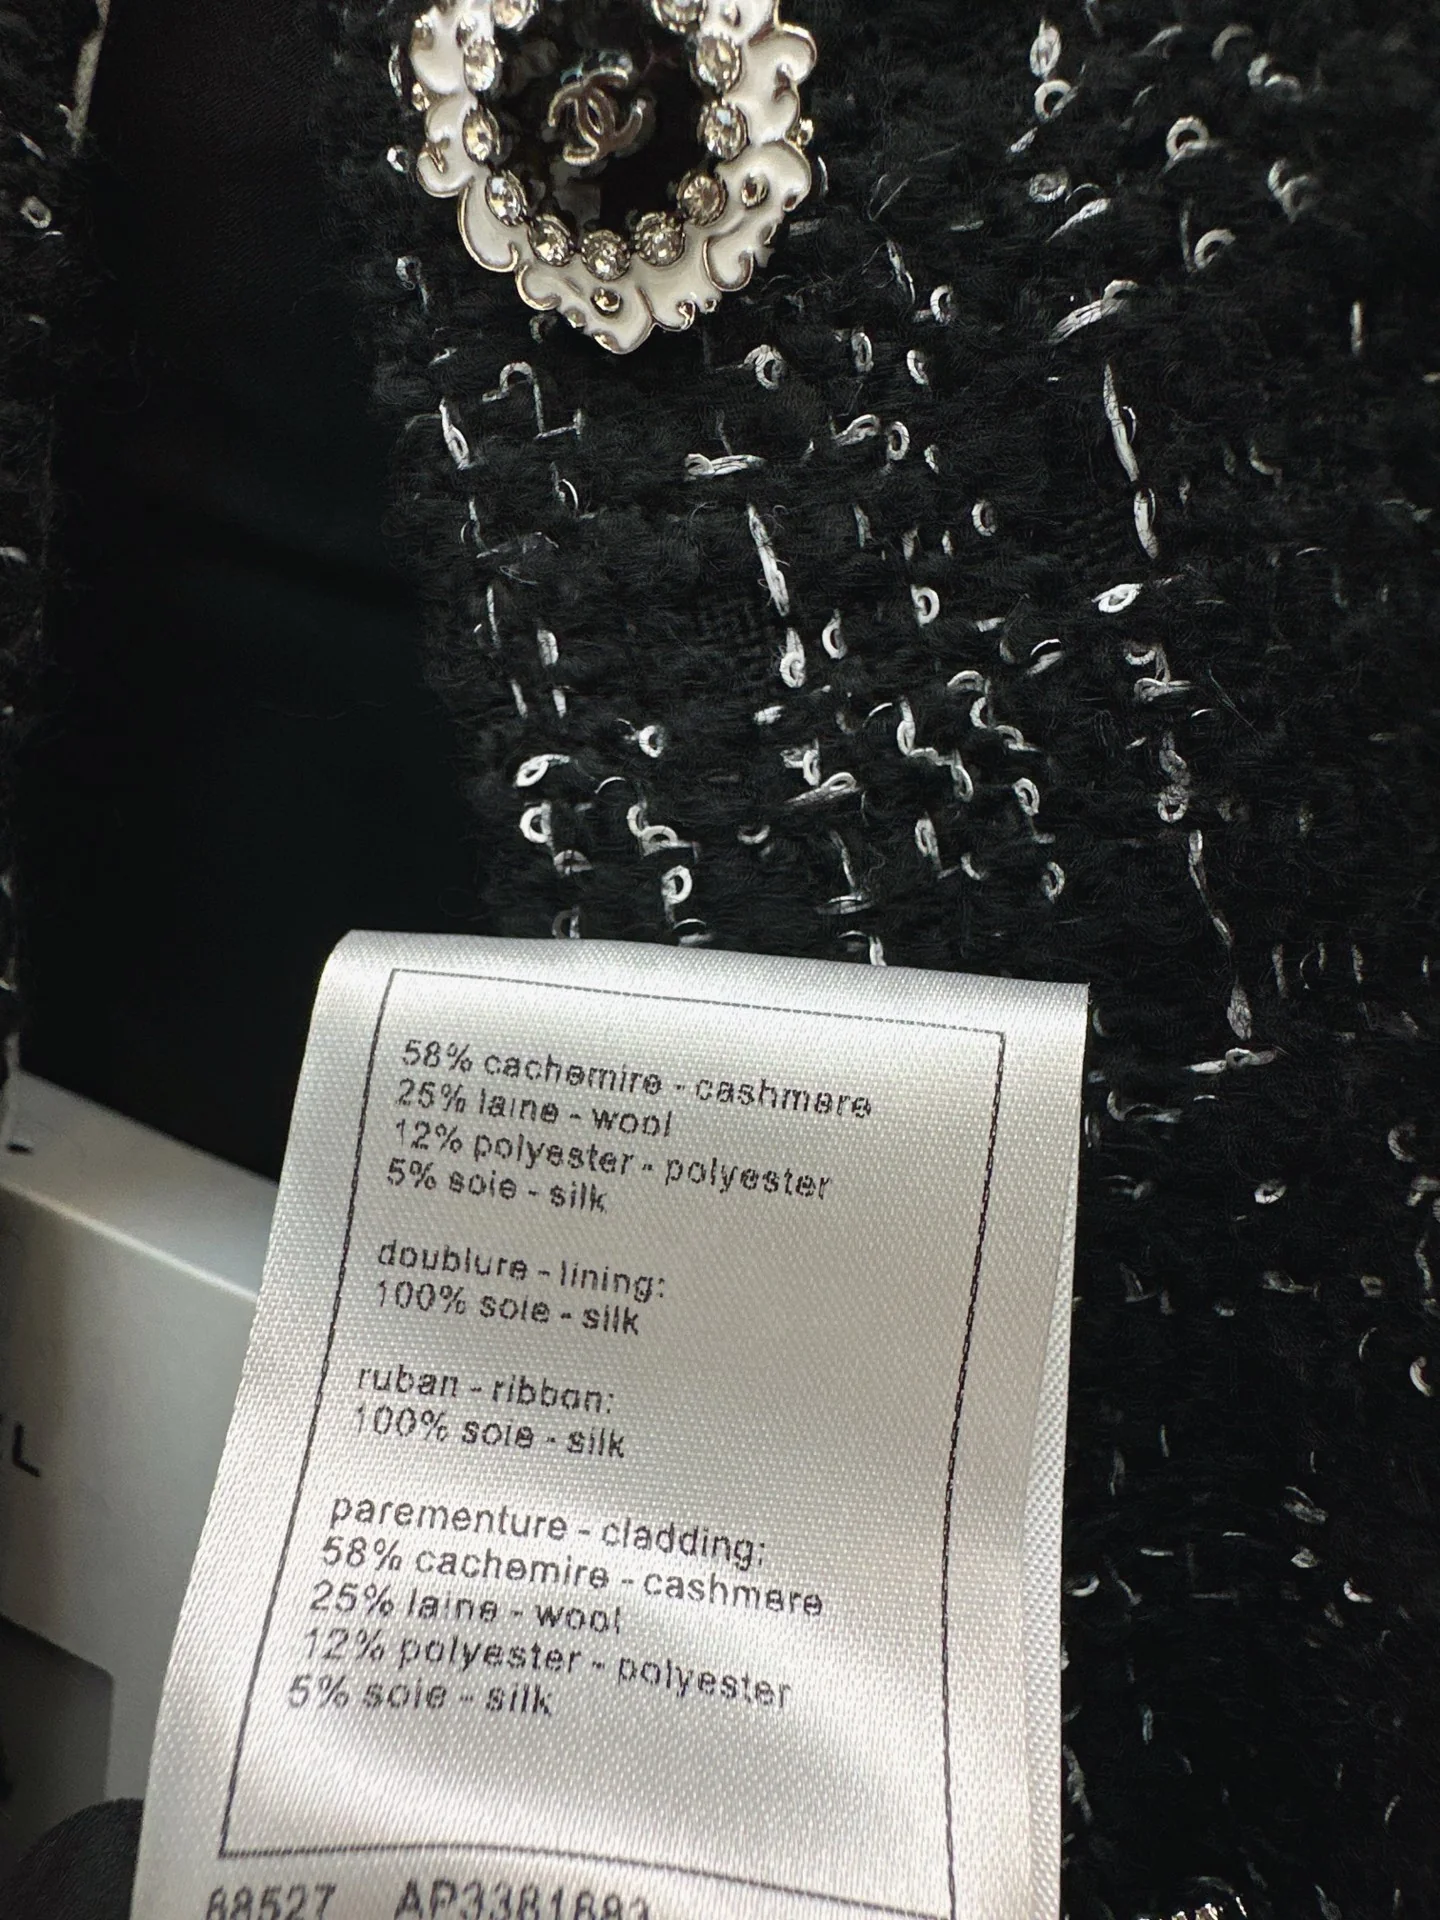 58% cachemire - cashmere
25% laine - wool
12% polyester - polyester
5% soie - silk
doublure - lining:
100% soie - silk
ruban - ribbon:
100% soie - silk
parementure - cladding:
58% cachemire - cashmere
25% laine - wool
12% polyester - polyester
5% soie - silk
88527